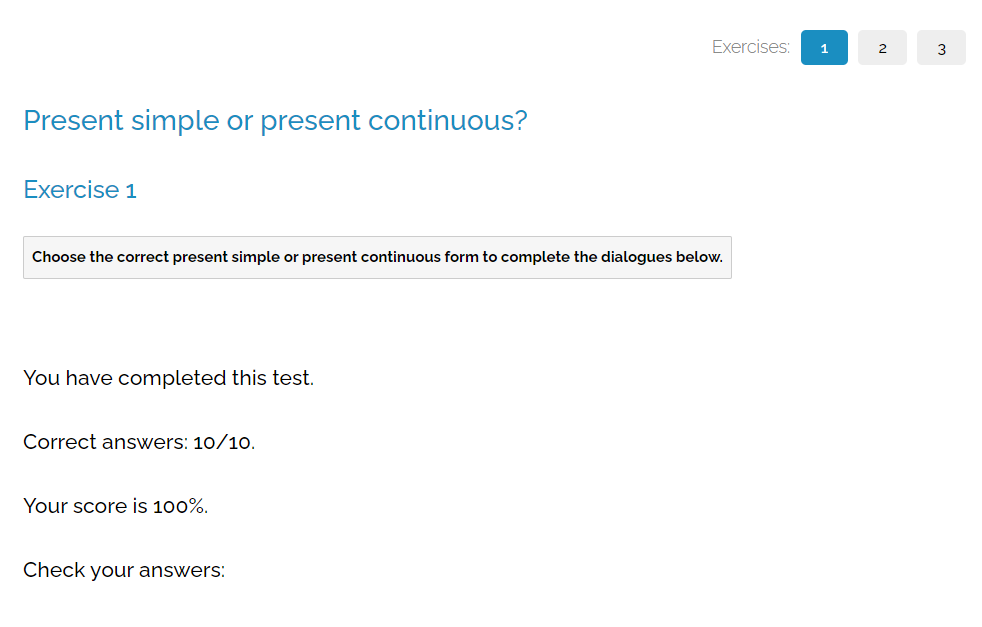 Exercises: 1 2 3
Present simple or present continuous?
Exercise 1
Choose the correct present simple or present continuous form to complete the dialogues below.
You have completed this test.
Correct answers: 10/10.
Your score is 100%.
Check your answers: